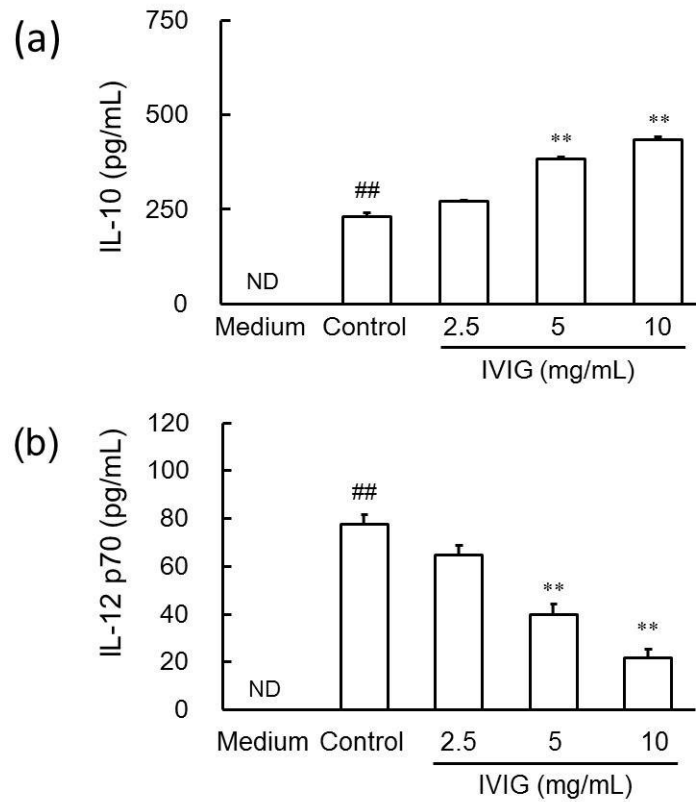 (a)
IL-10 (pg/mL)
750
500
250
0
ND
##
**
**
Medium Control 2.5 5 10
IVIG (mg/mL)
(b)
IL-12 p70 (pg/mL)
120
100
80
60
40
20
0
ND
##
**
**
Medium Control 2.5 5 10
IVIG (mg/mL)